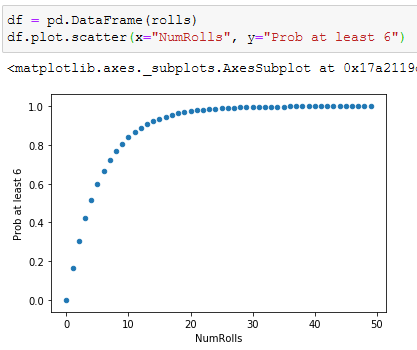 df = pd.DataFrame(rolls)
df.plot.scatter(x="NumRolls", y="Prob at least 6")
<matplotlib.axes._subplots.AxesSubplot at 0x17a2119
1.0
0.8
0.6
0.4
0.2
0.0
Prob at least 6
0 10 20 30 40 50
NumRolls